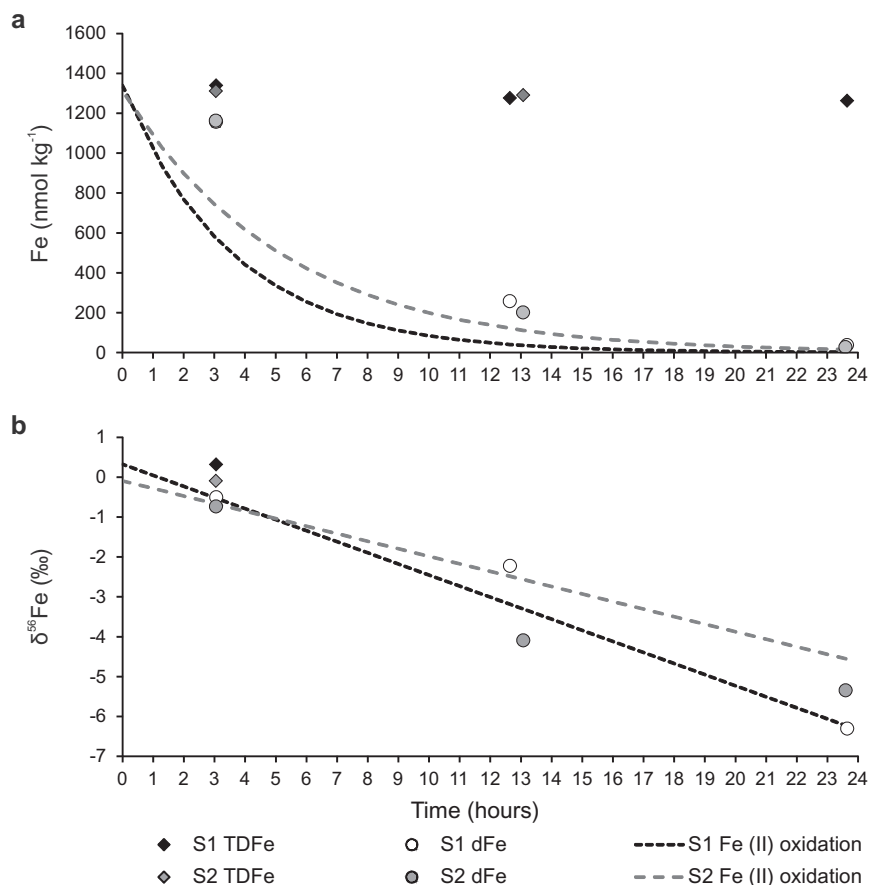 a
1600
1400
1200
1000
800
600
400
200
0
Fe (nmol kg⁻¹)
0 1 2 3 4 5 6 7 8 9 10 11 12 13 14 15 16 17 18 19 20 21 22 23 24
b
1
0
-1
-2
-3
-4
-5
-6
-7
δ⁵⁶Fe (‰)
0 1 2 3 4 5 6 7 8 9 10 11 12 13 14 15 16 17 18 19 20 21 22 23 24
Time (hours)
S1 TDFe S1 dFe S1 Fe (II) oxidation
S2 TDFe S2 dFe S2 Fe (II) oxidation